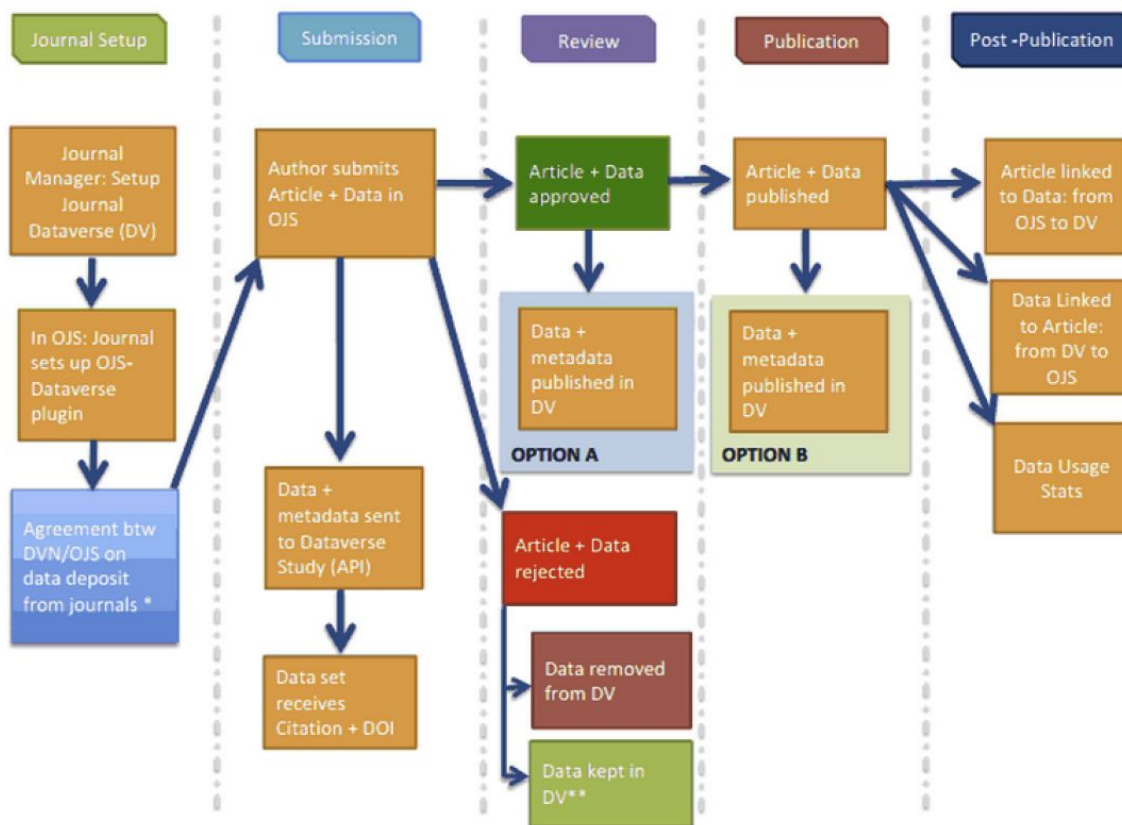 Journal Setup
Submission
Review
Publication
Post -Publication
Journal
Manager: Setup
Journal
Dataverse (DV)
In OJS: Journal
sets up OJS-
Dataverse
plugin
Agreement btw
DVN/OJS on
data deposit
from journals *
Author submits
Article + Data in
OJS
Data +
metadata sent
to Dataverse
Study (API)
Data set
receives
Citation + DOI
Article + Data
approved
Data +
metadata
published in
DV
OPTION A
Article + Data
rejected
Data removed
from DV
Data kept in
DV**
Article + Data
published
Data +
metadata
published in
DV
OPTION B
Article linked
to Data: from
OJS to DV
Data Linked
to Article:
from DV to
OJS
Data Usage
Stats